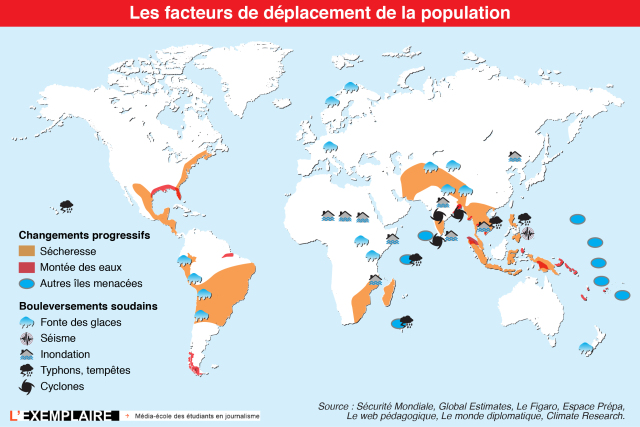 Les facteurs de déplacement de la population
Changements progressifs
Sécheresse
Montée des eaux
Autres îles menacées
Bouleversements soudains
Fonte des glaces
Séisme
Inondation
Typhons, tempêtes
Cyclones
L'EXEMPLAIRE
Média-école des étudiants en journalisme
Source : Sécurité Mondiale, Global Estimates, Le Figaro, Espace Prépa,
Le web pédagogique, Le monde diplomatique, Climate Research.